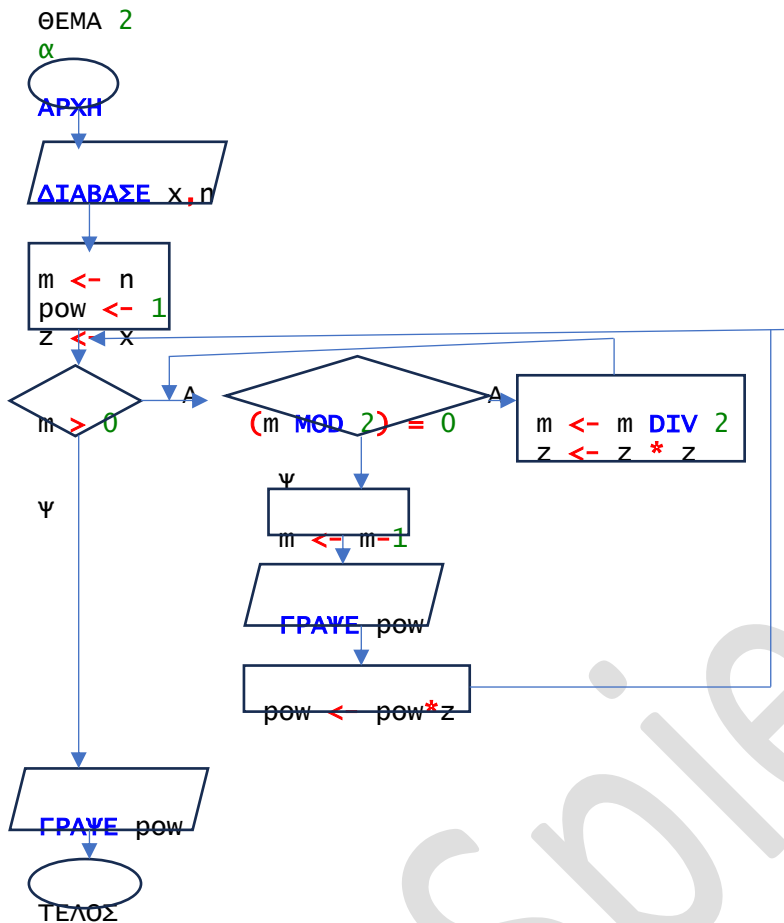 ΘΕΜΑ 2
α
ΑΡΧΗ
ΔΙΑΒΑΣΕ x,n
m <- n
pow <- 1
z <- x
m > 0
Α
(m MOD 2) = 0
Α
m <- m DIV 2
z <- z * z
Ψ
Ψ
m <- m-1
ΓΡΑΨΕ pow
pow <- pow*z
ΓΡΑΨΕ pow
ΤΕΛΟΣ